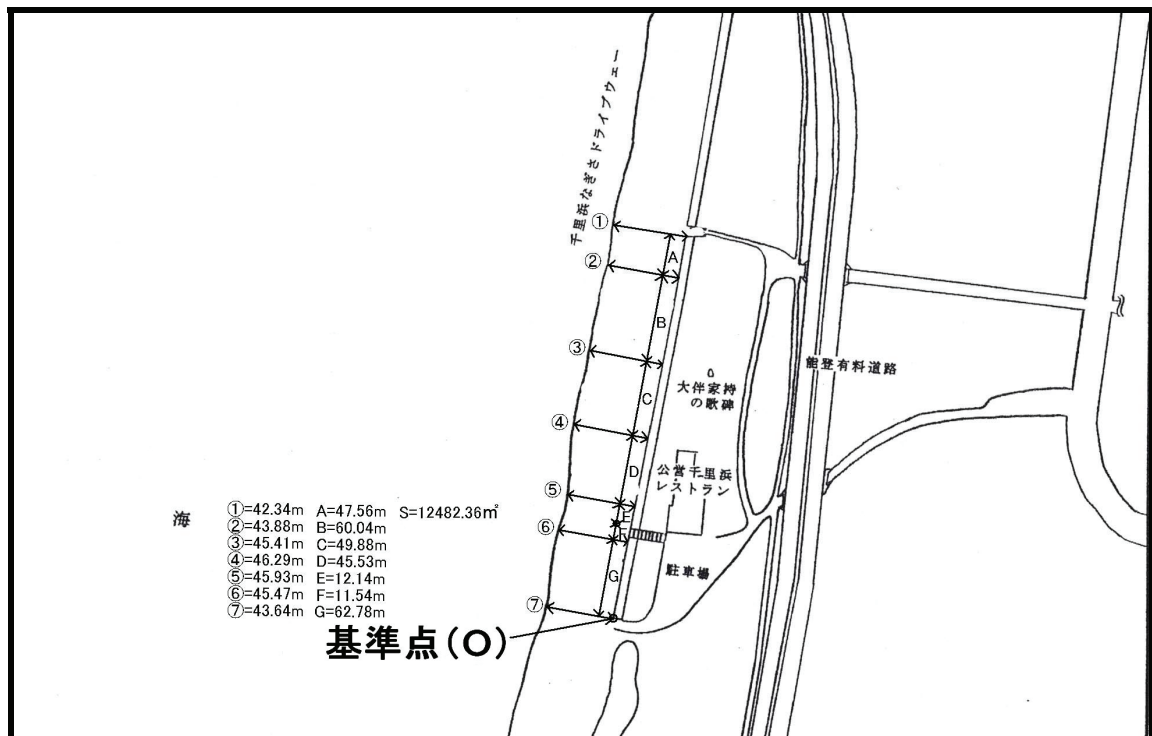 千里浜なぎさドライブウェー
①
②
③
④
⑤
⑥
⑦
A
B
C
D
E
F
G
大伴家持
の歌碑
能登有料道路
公営千里浜
レストラン
駐車場
海
①=42.34m A=47.56m S=12482.36㎡
②=43.88m B=60.04m
③=45.41m C=49.88m
④=46.29m D=45.53m
⑤=45.93m E=12.14m
⑥=45.47m F=11.54m
⑦=43.64m G=62.78m
基準点(O)